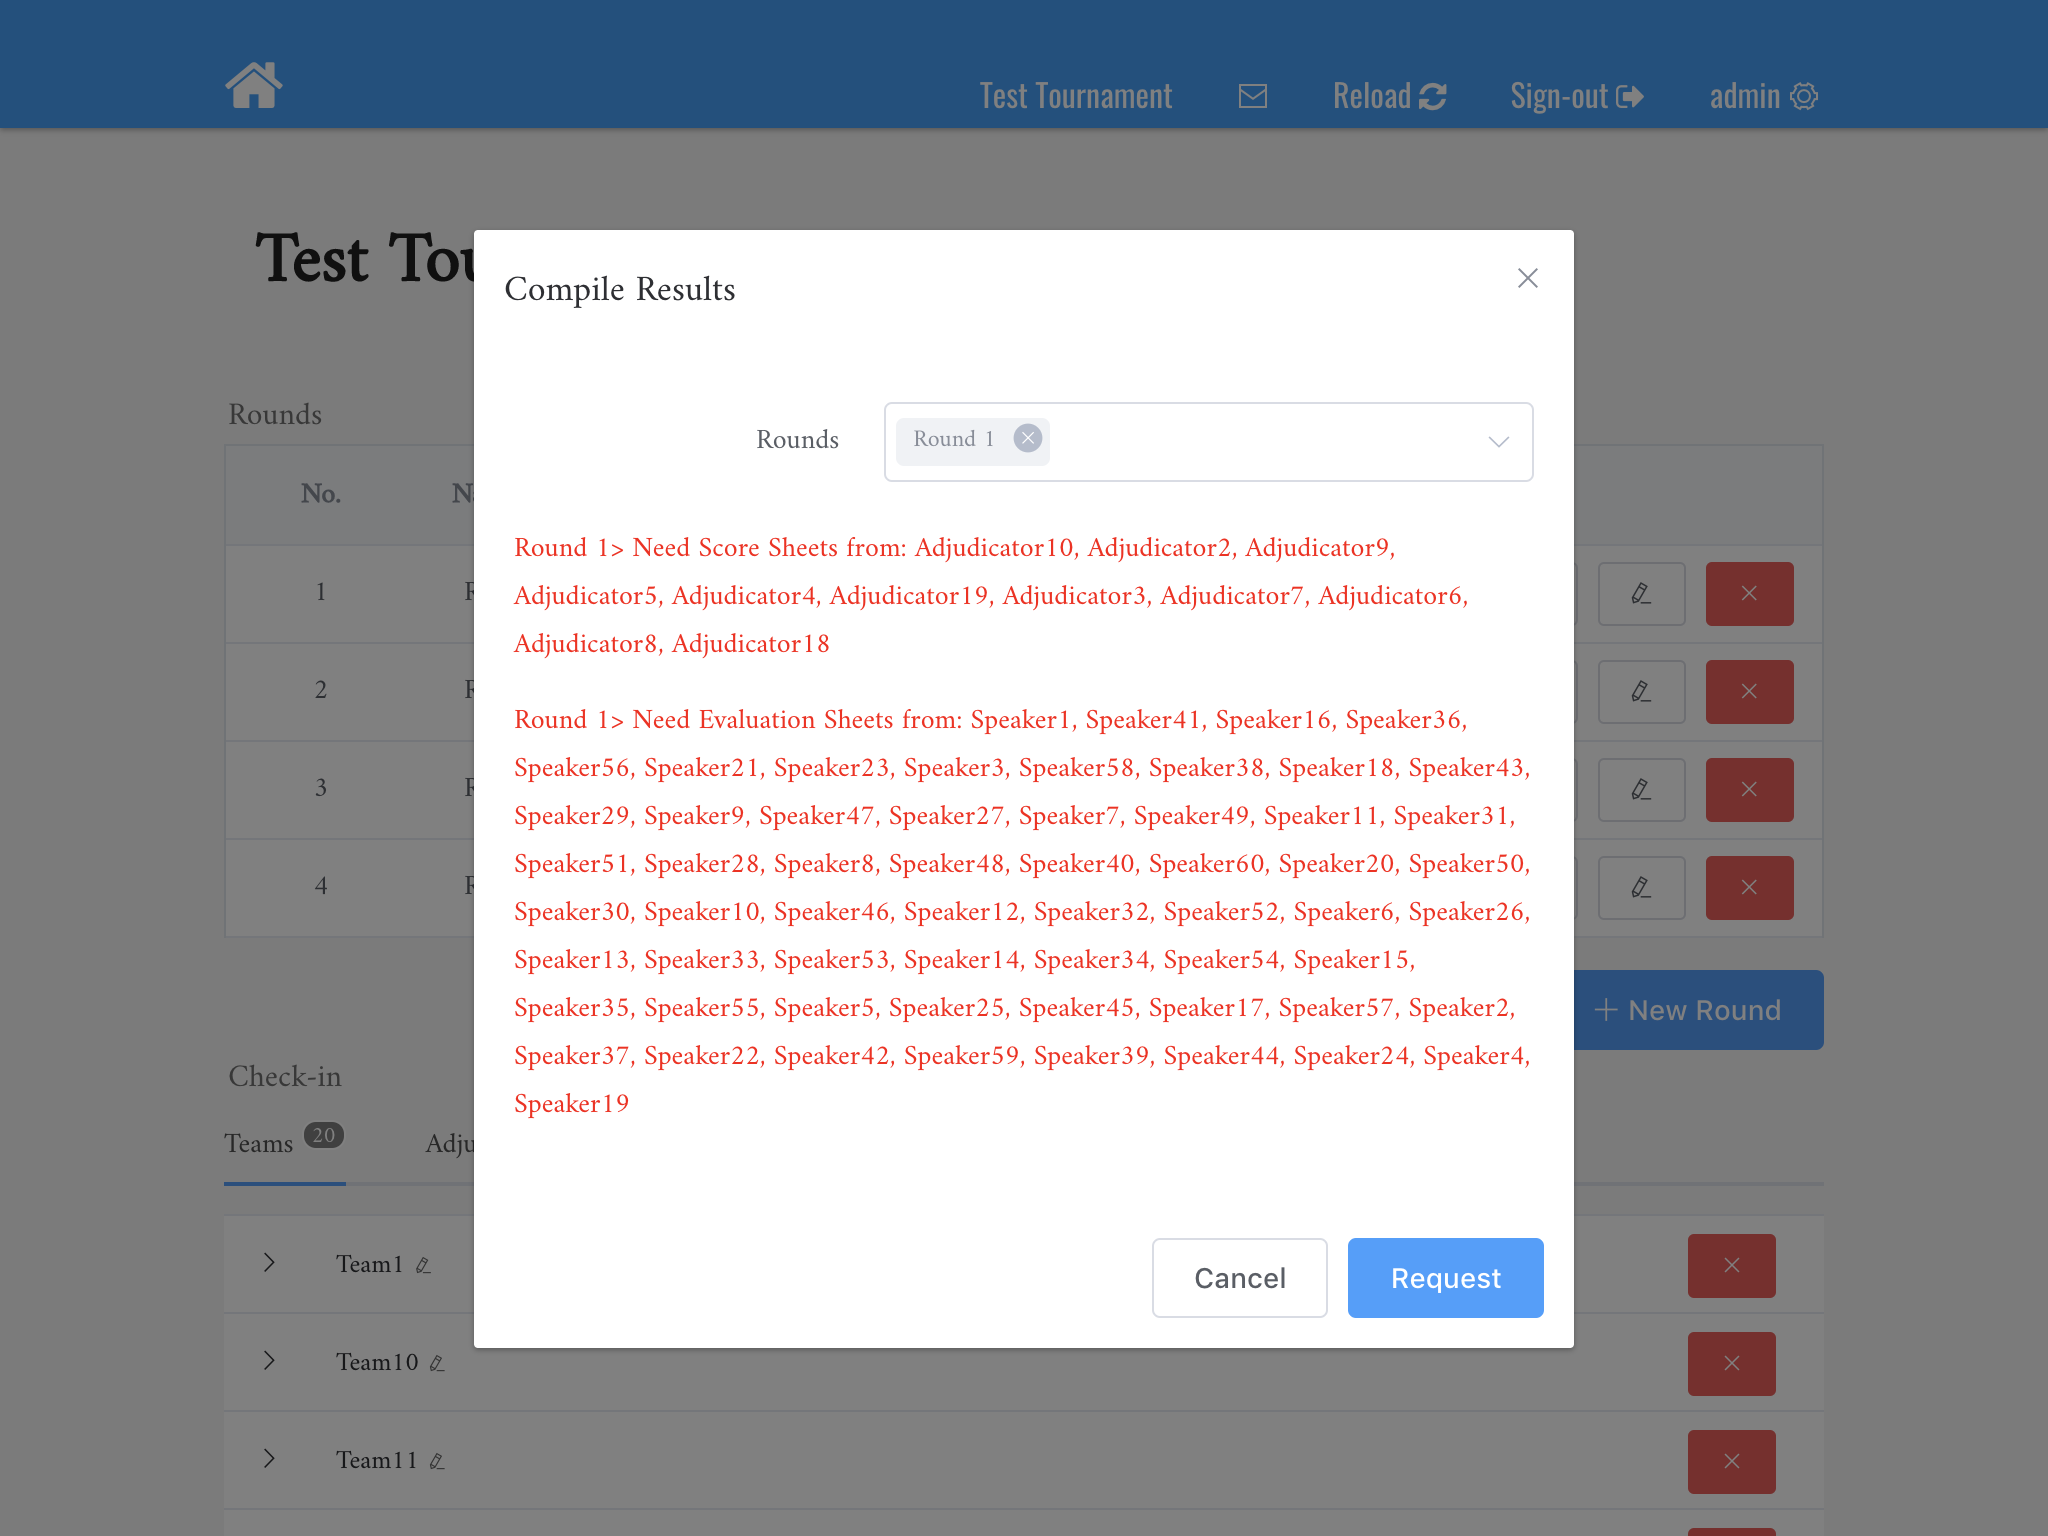 Test Tournament
Reload
Sign-out
admin
Test Tou
Compile Results
Rounds
Rounds
Round 1
No.
1
2
3
4
Round 1> Need Score Sheets from: Adjudicator10, Adjudicator2, Adjudicator9,
Adjudicator5, Adjudicator4, Adjudicator19, Adjudicator3, Adjudicator7, Adjudicator6,
Adjudicator8, Adjudicator18
Round 1> Need Evaluation Sheets from: Speaker1, Speaker41, Speaker16, Speaker36,
Speaker56, Speaker21, Speaker23, Speaker3, Speaker58, Speaker38, Speaker18, Speaker43,
Speaker29, Speaker9, Speaker47, Speaker27, Speaker7, Speaker49, Speaker11, Speaker31,
Speaker51, Speaker28, Speaker8, Speaker48, Speaker40, Speaker60, Speaker20, Speaker50,
Speaker30, Speaker10, Speaker46, Speaker12, Speaker32, Speaker52, Speaker6, Speaker26,
Speaker13, Speaker33, Speaker53, Speaker14, Speaker34, Speaker54, Speaker15,
Speaker35, Speaker55, Speaker5, Speaker25, Speaker45, Speaker17, Speaker57, Speaker2,
Speaker37, Speaker22, Speaker42, Speaker59, Speaker39, Speaker44, Speaker24, Speaker4,
Speaker19
New Round
Check-in
Teams 20
Adju
Cancel
Request
Team1
Team10
Team11